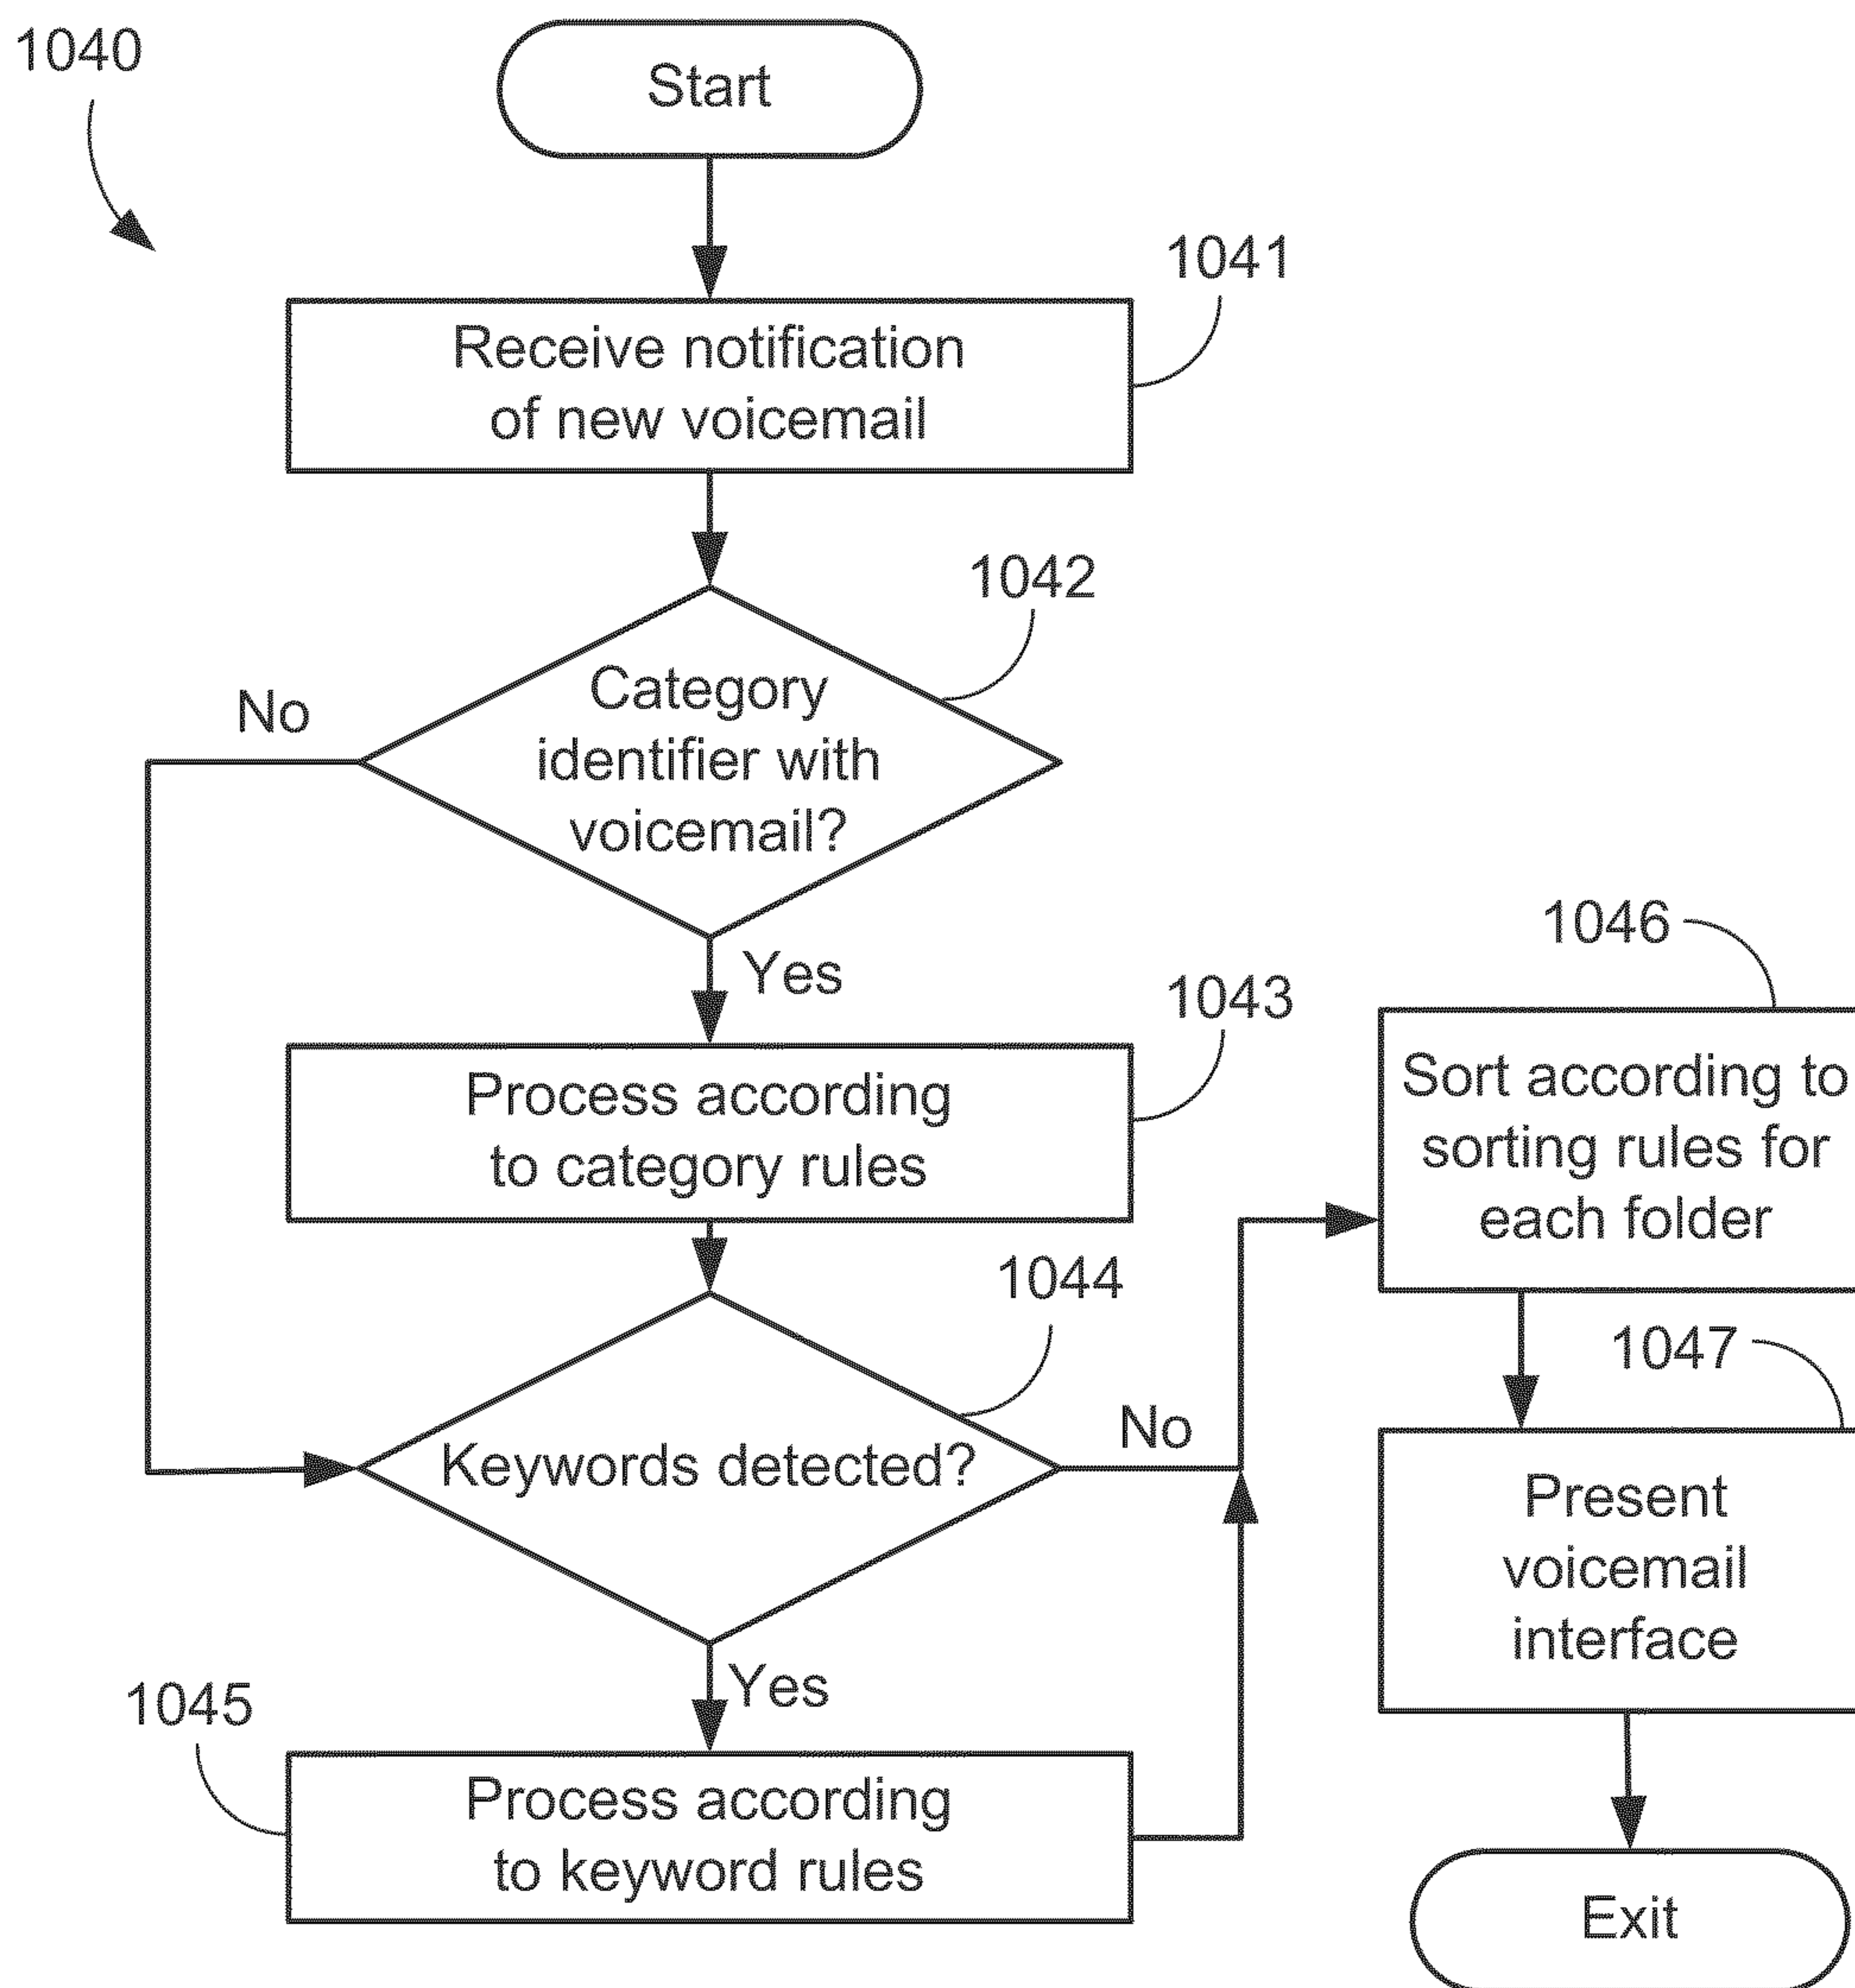 1040
Start
1041
Receive notification
of new voicemail
1042
No
Category
identifier with
voicemail?
Yes
1043
Process according
to category rules
1044
Keywords detected?
No
Yes
1045
Process according
to keyword rules
1046
Sort according to
sorting rules for
each folder
1047
Present
voicemail
interface
Exit